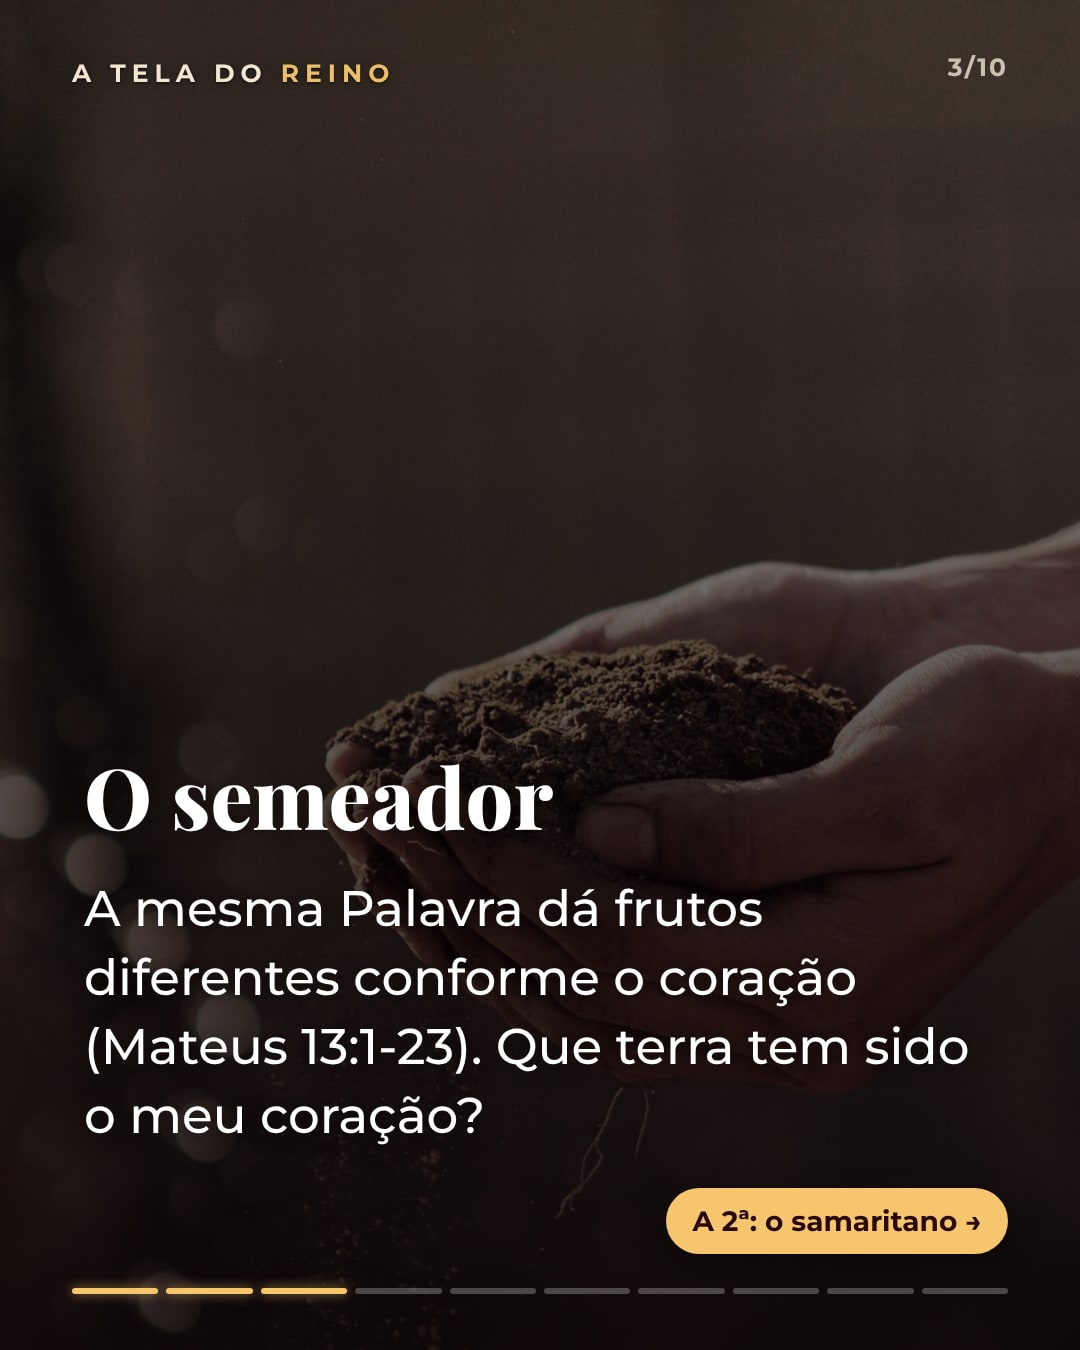 A TELA DO REINO
3/10
O semeador
A mesma Palavra dá frutos
diferentes conforme o coração
(Mateus 13:1-23). Que terra tem sido
o meu coração?
A 2ª: o samaritano →